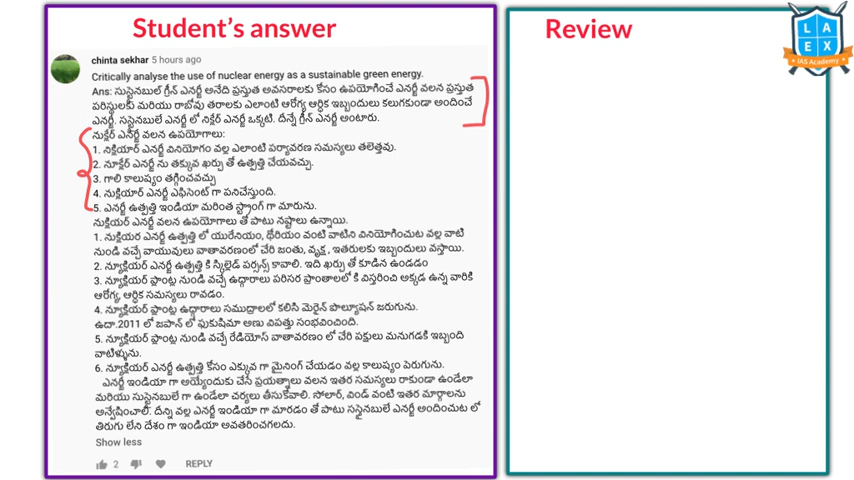 Student's answer
Review
L A
E X
IAS Academy
chinta sekhar 5 hours ago
Critically analyse the use of nuclear energy as a sustainable green energy.
Ans: సుస్టైనబుల్ గ్రీన్ ఎనర్జీ అనేది ప్రస్తుత అవసరాలకు కోసం ఉపయోగించే ఎనర్జీ వలన ప్రస్తుత
పరిస్థులకు మరియు రాబోవు తరాలకు ఎలాంటి ఆరోగ్య ఆర్థిక ఇబ్బందులు కలుగకుండా అందించే
ఎనర్జీ. సస్టైనబులే ఎనర్జీ లో నిక్లేర్ ఎనర్జీ ఒక్కటి. దీన్నే గ్రీన్ ఎనర్జీ అంటారు.
నుక్లేర్ ఎనర్జీ వలన ఉపయోగాలు:
1. నిక్లియార్ ఎనర్జీ వినియోగం వల్ల ఎలాంటి పర్యావరణ సమస్యలు తలెత్తవు.
2. నూక్లేర్ ఎనర్జీ ను తక్కువ ఖర్చు తో ఉత్పత్తి చేయవచ్చు.
3. గాలి కాలుష్యం తగ్గించవచ్చు
4. నుక్లియార్ ఎనర్జీ ఎఫిసెంట్ గా పనిచేస్తుంది.
5. ఎనర్జీ ఉత్పత్తి ఇండియా మరింత స్ట్రాంగ్ గా మారును.
నుక్లియర్ ఎనర్జీ వలన ఉపయోగాలు తో పాటు నష్టాలు ఉన్నాయి.
1. నుక్లియర ఎనర్జీ ఉత్పత్తి లో యురేనియం, థోరియం వంటి వాటిని వినియోగించుట వల్ల వాటి
నుండి వచ్చే వాయువులు వాతావరణంలో చేరి జంతు, వృక్ష , ఇతరులకు ఇబ్బందులు వస్తాయి.
2. న్యూక్లియర్ ఎనర్జీ ఉత్పత్తి కి స్కిల్లెడ్ పర్సన్స్ కావాలి. ఇది ఖర్చు తో కూడిన ఉండడం
3. న్యూక్లియర్ ప్లాంట్ల నుండి వచ్చే ఉద్గారాలు పరిసర ప్రాంతాలలో కి విస్తరించి అక్కడ ఉన్న వారికి
ఆరోగ్య, ఆర్థిక సమస్యలు రావడం.
4. న్యూక్లియర్ ప్లాంట్ల ఉద్గారాలు సముద్రాలలో కలిసి మెరైన్ పొల్యూషన్ జరుగును.
ఉదా.2011 లో జపాన్ లో ఫుకుషిమా అణు విపత్తు సంభవించింది.
5. న్యూక్లియర్ ప్లాంట్ల నుండి వచ్చే రేడియోస్ వాతావరణం లో చేరి పక్షులు మనుగడకి ఇబ్బంది
వాటిళ్ళును.
6. న్యూక్లియర్ ఎనర్జీ ఉత్పత్తి కోసం ఎక్కువ గా మైనింగ్ చేయడం వల్ల కాలుష్యం పెరుగును.
ఎనర్జీ ఇండియా గా అయ్యేందుకు చేసే ప్రయత్నాలు వలన ఇతర సమస్యలు రాకుండా ఉండేలా
మరియు సుస్టైనబులే గా ఉండేలా చర్యలు తీసుకోవాలి. సోలార్, విండ్ వంటి ఇతర మార్గాలను
అన్వేషించాలి. దీన్ని వల్ల ఎనర్జీ ఇండియా గా మారడం తో పాటు సస్టైనబులే ఎనర్జీ అందించుట లో
తిరుగు లేని దేశం గా ఇండియా అవతరించగలదు.
Show less
2 REPLY